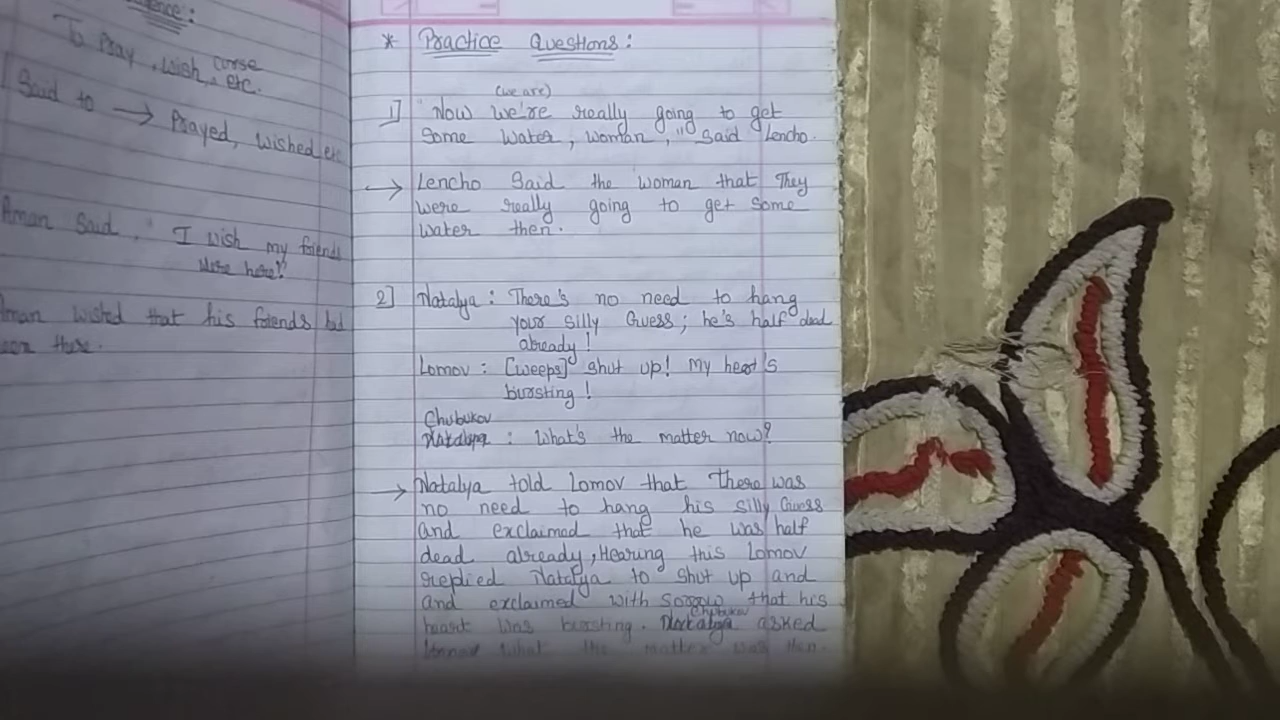 To Pray, wish, curse etc.
Said to → Prayed, Wished etc
Aman Said, "I wish my friends
were here!"
Aman wished that his friends had
been there.
* Practice Questions:
(we are)
1] "Now we're really going to get
Some water, woman," Said Lencho.
→ Lencho Said the woman that They
were really going to get some
water then.
2] Natalya: There's no need to hang
your silly Guess; he's half dead
already!
Lomov: [weeps] shut up! My heart's
bursting!
Chubukov
Natalya: What's the matter now?
→ Natalya told Lomov that There was
no need to hang his silly Guess
and exclaimed that he was half
dead already, Hearing this Lomov
replied Natalya to shut up and
and exclaimed with sorrow that his
heart was bursting. Natalya Chubukov asked
what the matter was then.